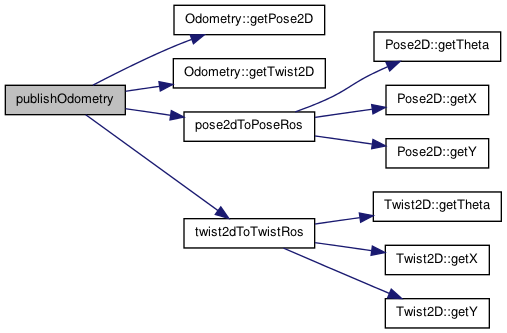 publishOdometry
Odometry::getPose2D
Odometry::getTwist2D
pose2dToPoseRos
twist2dToTwistRos
Pose2D::getTheta
Pose2D::getX
Pose2D::getY
Twist2D::getTheta
Twist2D::getX
Twist2D::getY